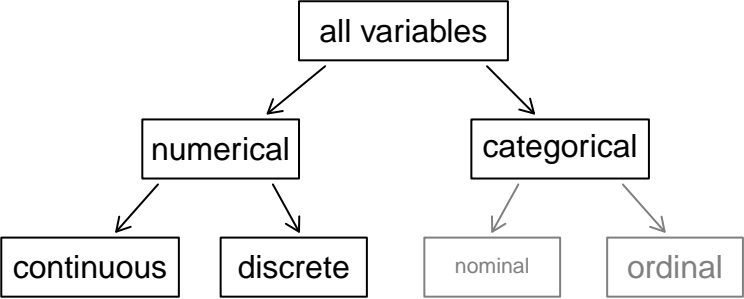 all variables
numerical
categorical
continuous
discrete
nominal
ordinal